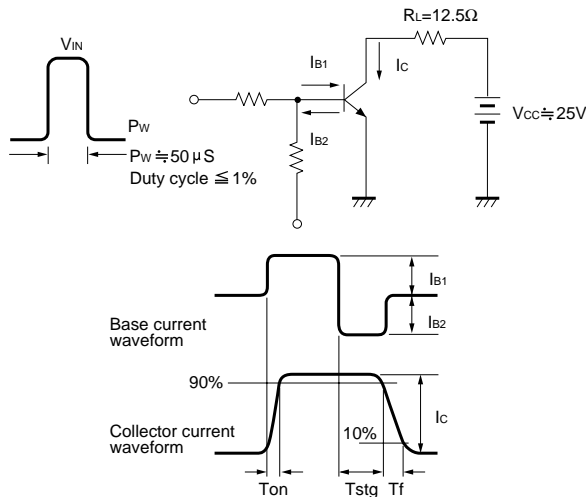 RL=12.5Ω
VIN
IB1
IC
PW
IB2
VCC≒25V
PW≒50μS
Duty cycle ≦ 1%
IB1
Base current
waveform
IB2
90%
IC
Collector current
waveform
10%
Ton
Tstg
Tf